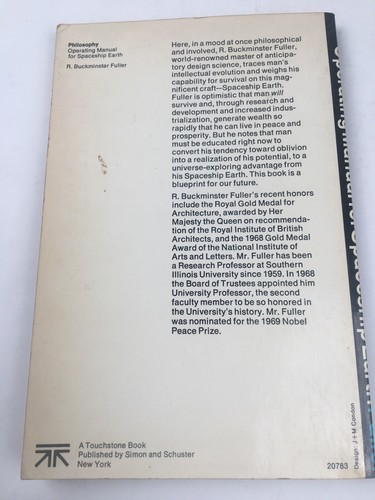 Philosophy
Operating Manual
for Spaceship Earth
R. Buckminster Fuller
Here, in a mood at once philosophical
and involved, R. Buckminster Fuller,
world-renowned master of anticipa-
tory design science, traces man's
intellectual evolution and weighs his
capability for survival on this mag-
nificent craft—Spaceship Earth.
Fuller is optimistic that man will
survive and, through research and
development and increased indus-
trialization, generate wealth so
rapidly that he can live in peace and
prosperity. But he notes that man
must be educated right now to
convert his tendency toward oblivion
into a realization of his potential, to a
universe-exploring advantage from
his Spaceship Earth. This book is a
blueprint for our future.
R. Buckminster Fuller's recent honors
include the Royal Gold Medal for
Architecture, awarded by Her
Majesty the Queen on recommenda-
tion of the Royal Institute of British
Architects, and the 1968 Gold Medal
Award of the National Institute of
Arts and Letters. Mr. Fuller has been
a Research Professor at Southern
Illinois University since 1959. In 1968
the Board of Trustees appointed him
University Professor, the second
faculty member to be so honored in
the University's history. Mr. Fuller
was nominated for the 1969 Nobel
Peace Prize.
A Touchstone Book
Published by Simon and Schuster
New York
20783
Design: J + M Condon
Operating Manual for Spaceship Earth